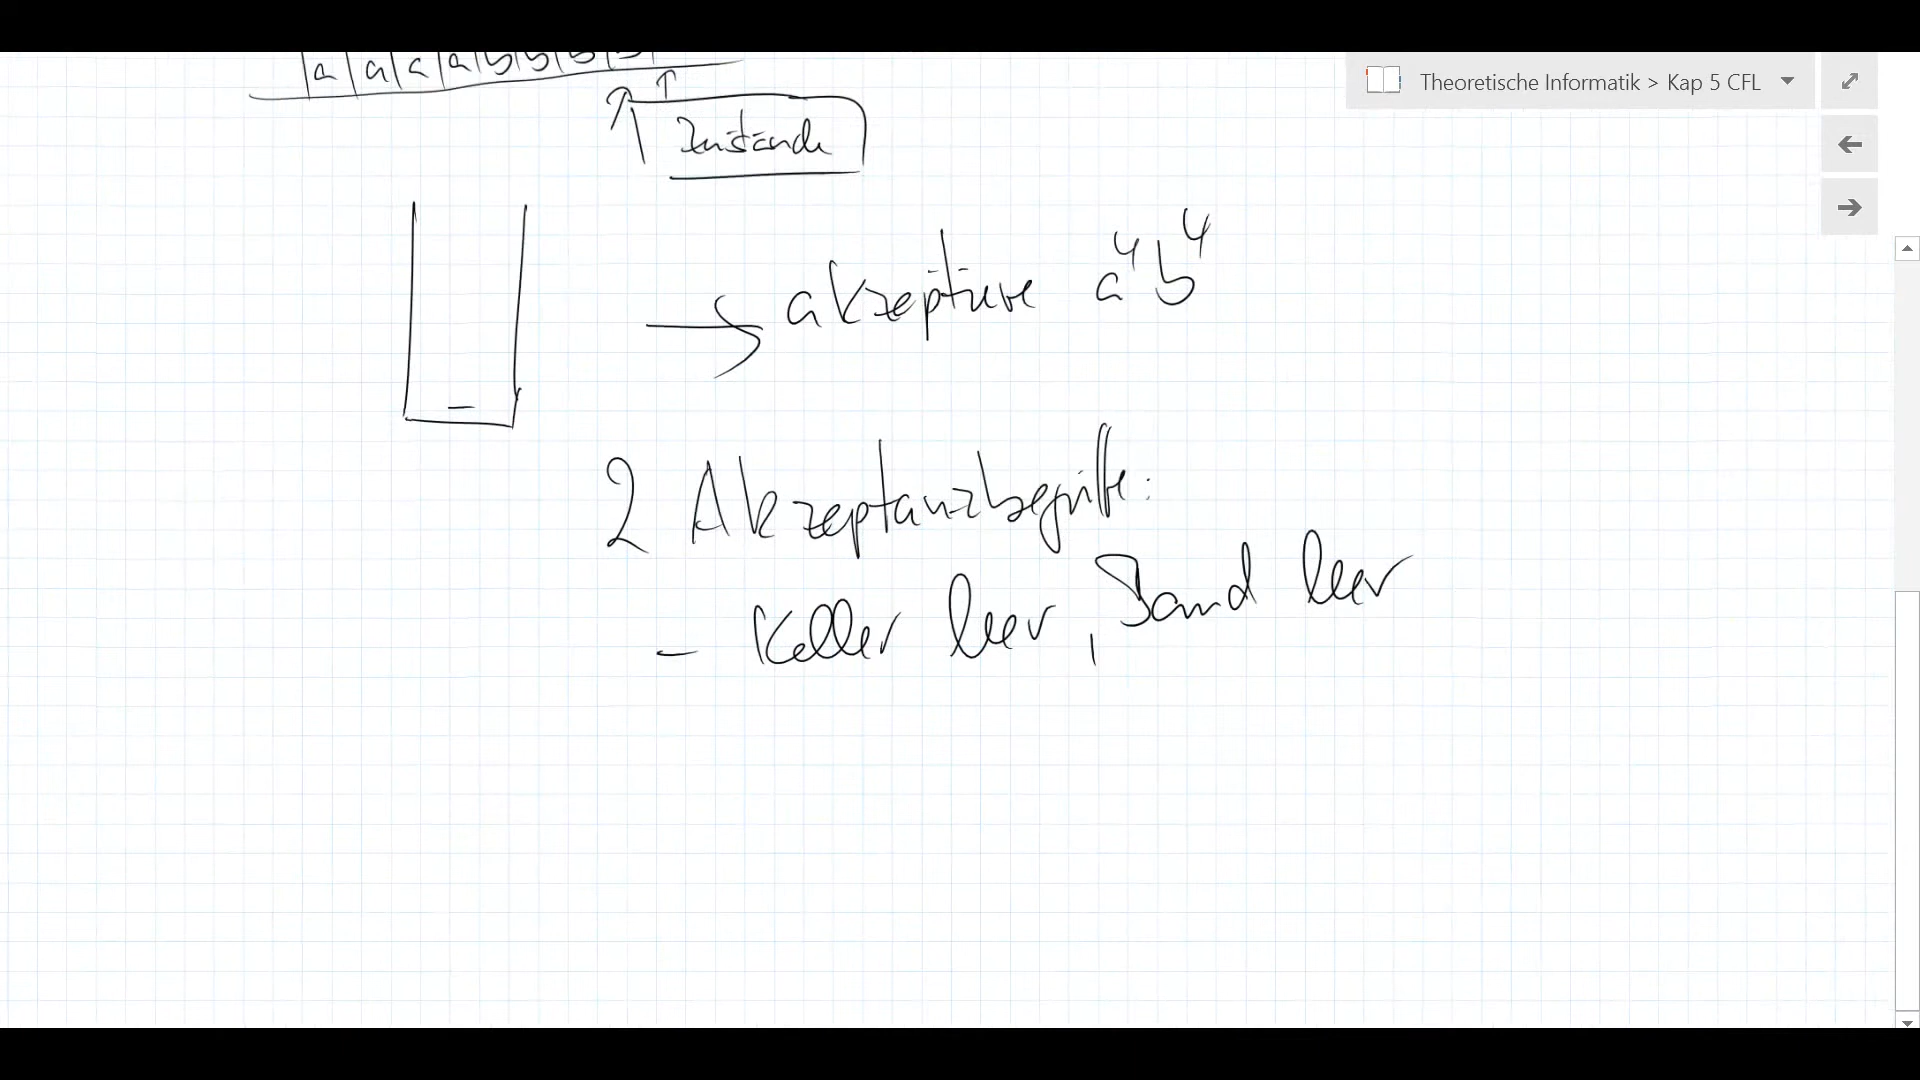 |a|a|a|a|b|b|b|b|
Theoretische Informatik > Kap 5 CFL
Zustände
→ akzeptiere a⁴b⁴
2 Akzeptanzbegriffe:
- Keller leer, Band leer